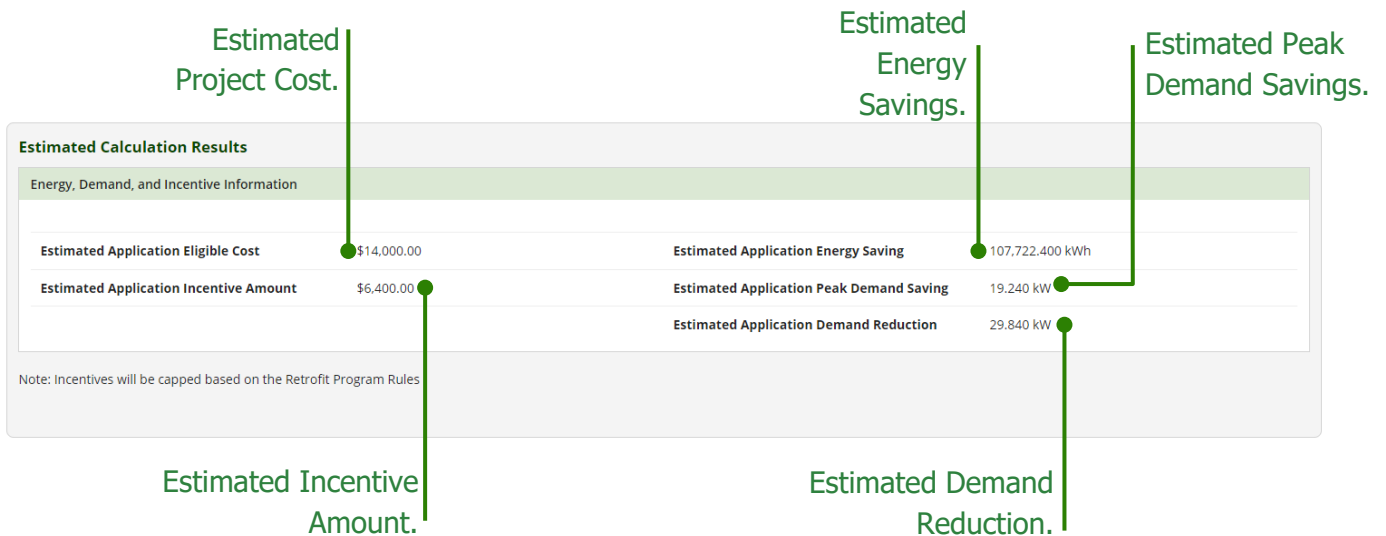 Estimated
Project Cost.
Estimated
Energy
Savings.
Estimated Peak
Demand Savings.
Estimated Calculation Results
Energy, Demand, and Incentive Information
Estimated Application Eligible Cost $14,000.00 Estimated Application Energy Saving 107,722.400 kWh
Estimated Application Incentive Amount $6,400.00 Estimated Application Peak Demand Saving 19.240 kW
Estimated Application Demand Reduction 29.840 kW
Note: Incentives will be capped based on the Retrofit Program Rules
Estimated Incentive
Amount.
Estimated Demand
Reduction.